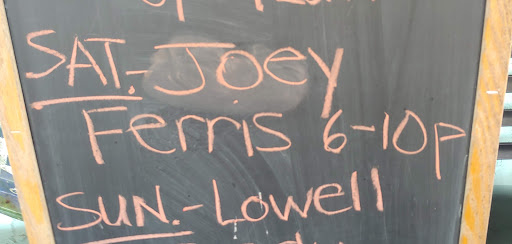 SAT.-Joey
Ferris 6-10p
SUN.-Lowell